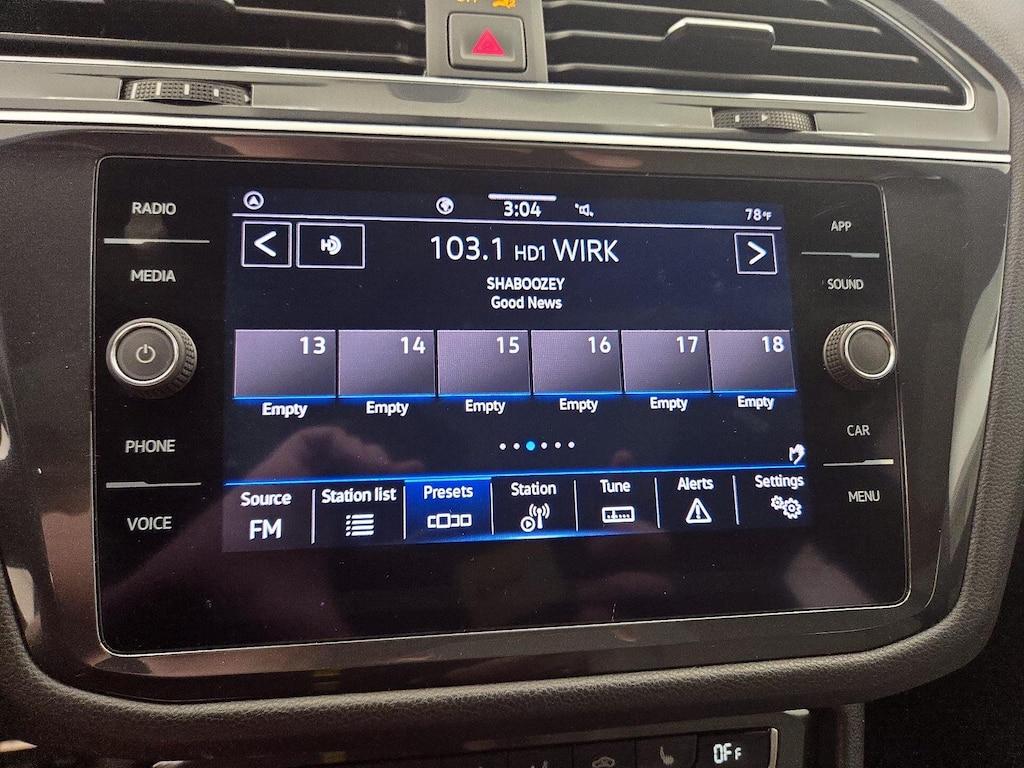 OFF
RADIO
MEDIA
PHONE
VOICE
APP
SOUND
CAR
MENU
3:04
78°F
HD
103.1 HD1 WIRK
SHABOOZEY
Good News
13 14 15 16 17 18
Empty Empty Empty Empty Empty Empty
Source Station list Presets Station Tune Alerts Settings
FM
OFF